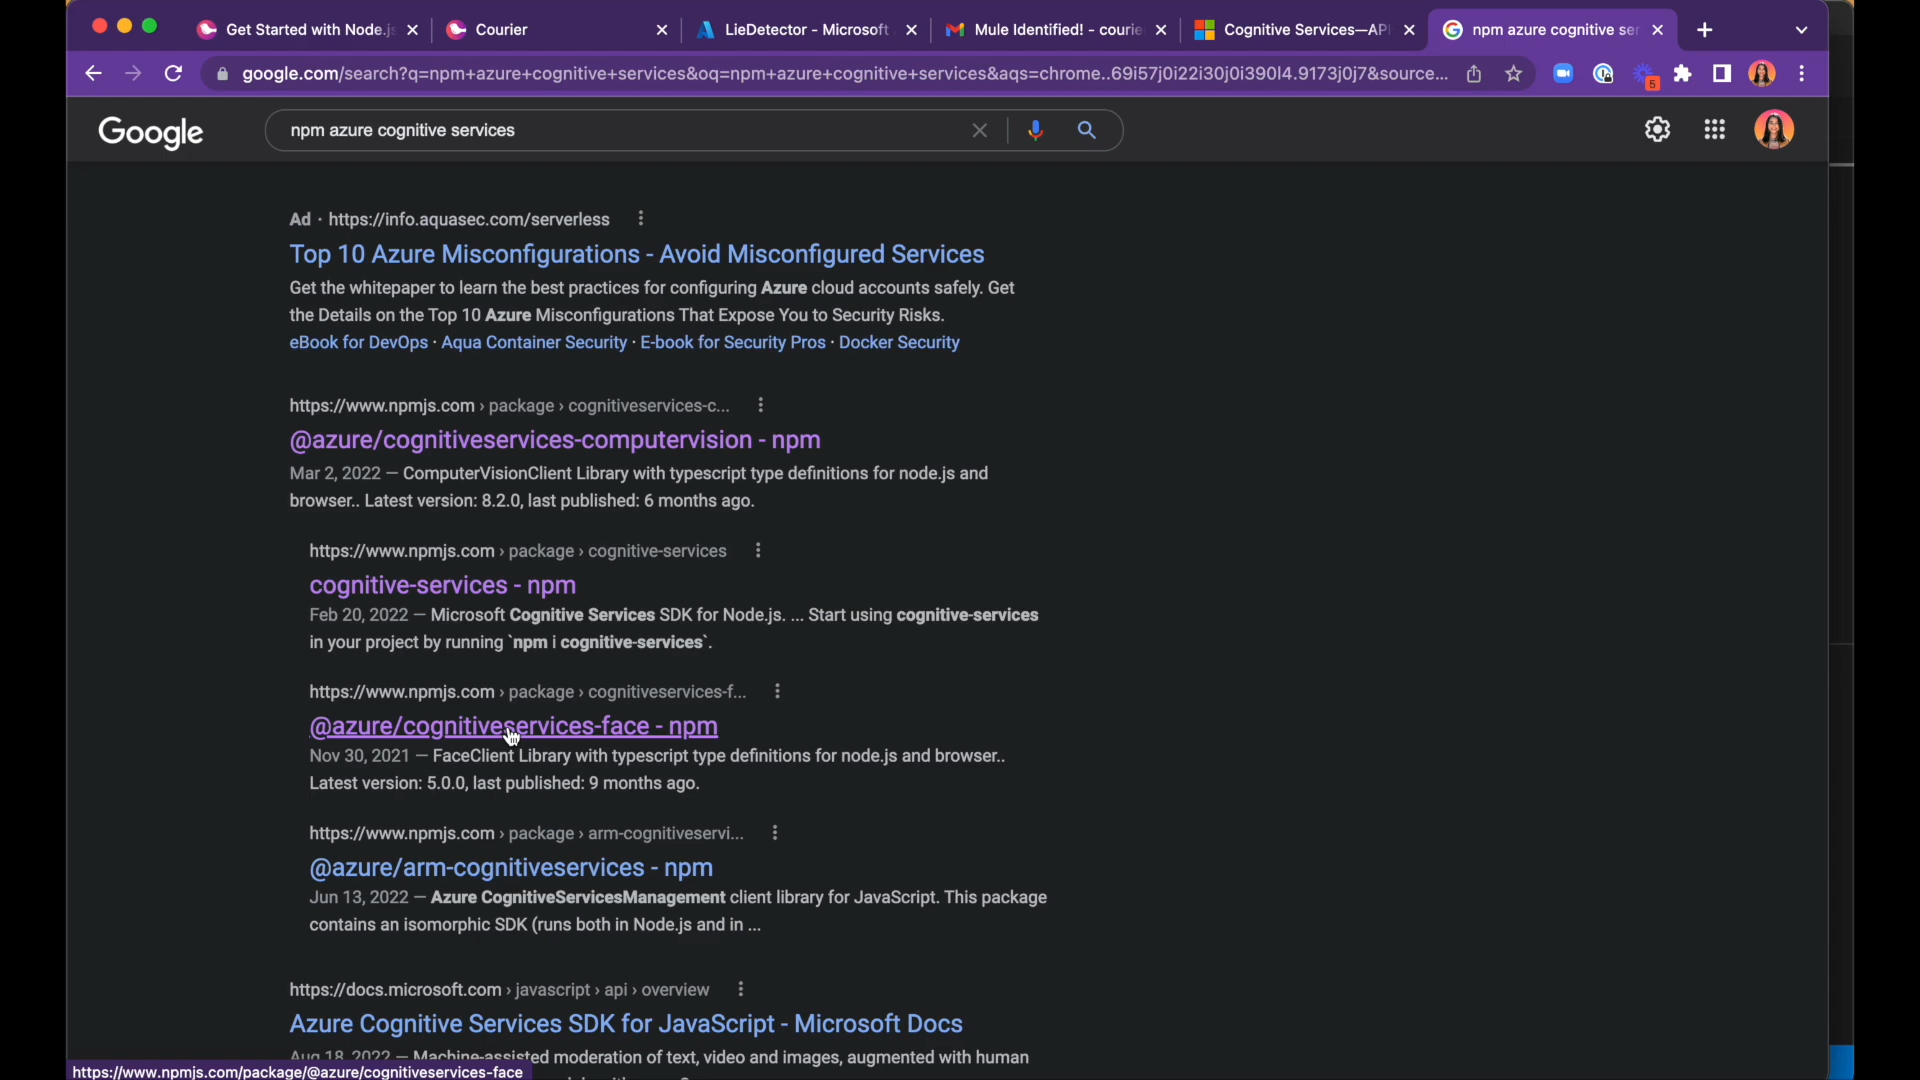 Get Started with Node.js
Courier
LieDetector - Microsoft
Mule Identified! - courie
Cognitive Services—API
npm azure cognitive ser
google.com/search?q=npm+azure+cognitive+services&oq=npm+azure+cognitive+services&aqs=chrome..69i57j0i22i30j0i390l4.9173j0j7&source...
5
Google
npm azure cognitive services
Ad · https://info.aquasec.com/serverless
Top 10 Azure Misconfigurations - Avoid Misconfigured Services
Get the whitepaper to learn the best practices for configuring Azure cloud accounts safely. Get
the Details on the Top 10 Azure Misconfigurations That Expose You to Security Risks.
eBook for DevOps · Aqua Container Security · E-book for Security Pros · Docker Security
https://www.npmjs.com › package › cognitiveservices-c...
@azure/cognitiveservices-computervision - npm
Mar 2, 2022 — ComputerVisionClient Library with typescript type definitions for node.js and
browser.. Latest version: 8.2.0, last published: 6 months ago.
https://www.npmjs.com › package › cognitive-services
cognitive-services - npm
Feb 20, 2022 — Microsoft Cognitive Services SDK for Node.js. ... Start using cognitive-services
in your project by running `npm i cognitive-services`.
https://www.npmjs.com › package › cognitiveservices-f...
@azure/cognitiveservices-face - npm
Nov 30, 2021 — FaceClient Library with typescript type definitions for node.js and browser..
Latest version: 5.0.0, last published: 9 months ago.
https://www.npmjs.com › package › arm-cognitiveservi...
@azure/arm-cognitiveservices - npm
Jun 13, 2022 — Azure CognitiveServicesManagement client library for JavaScript. This package
contains an isomorphic SDK (runs both in Node.js and in ...
https://docs.microsoft.com › javascript › api › overview
Azure Cognitive Services SDK for JavaScript - Microsoft Docs
Aug 18, 2022 — Machine-assisted moderation of text, video and images, augmented with human
https://www.npmjs.com/package/@azure/cognitiveservices-face